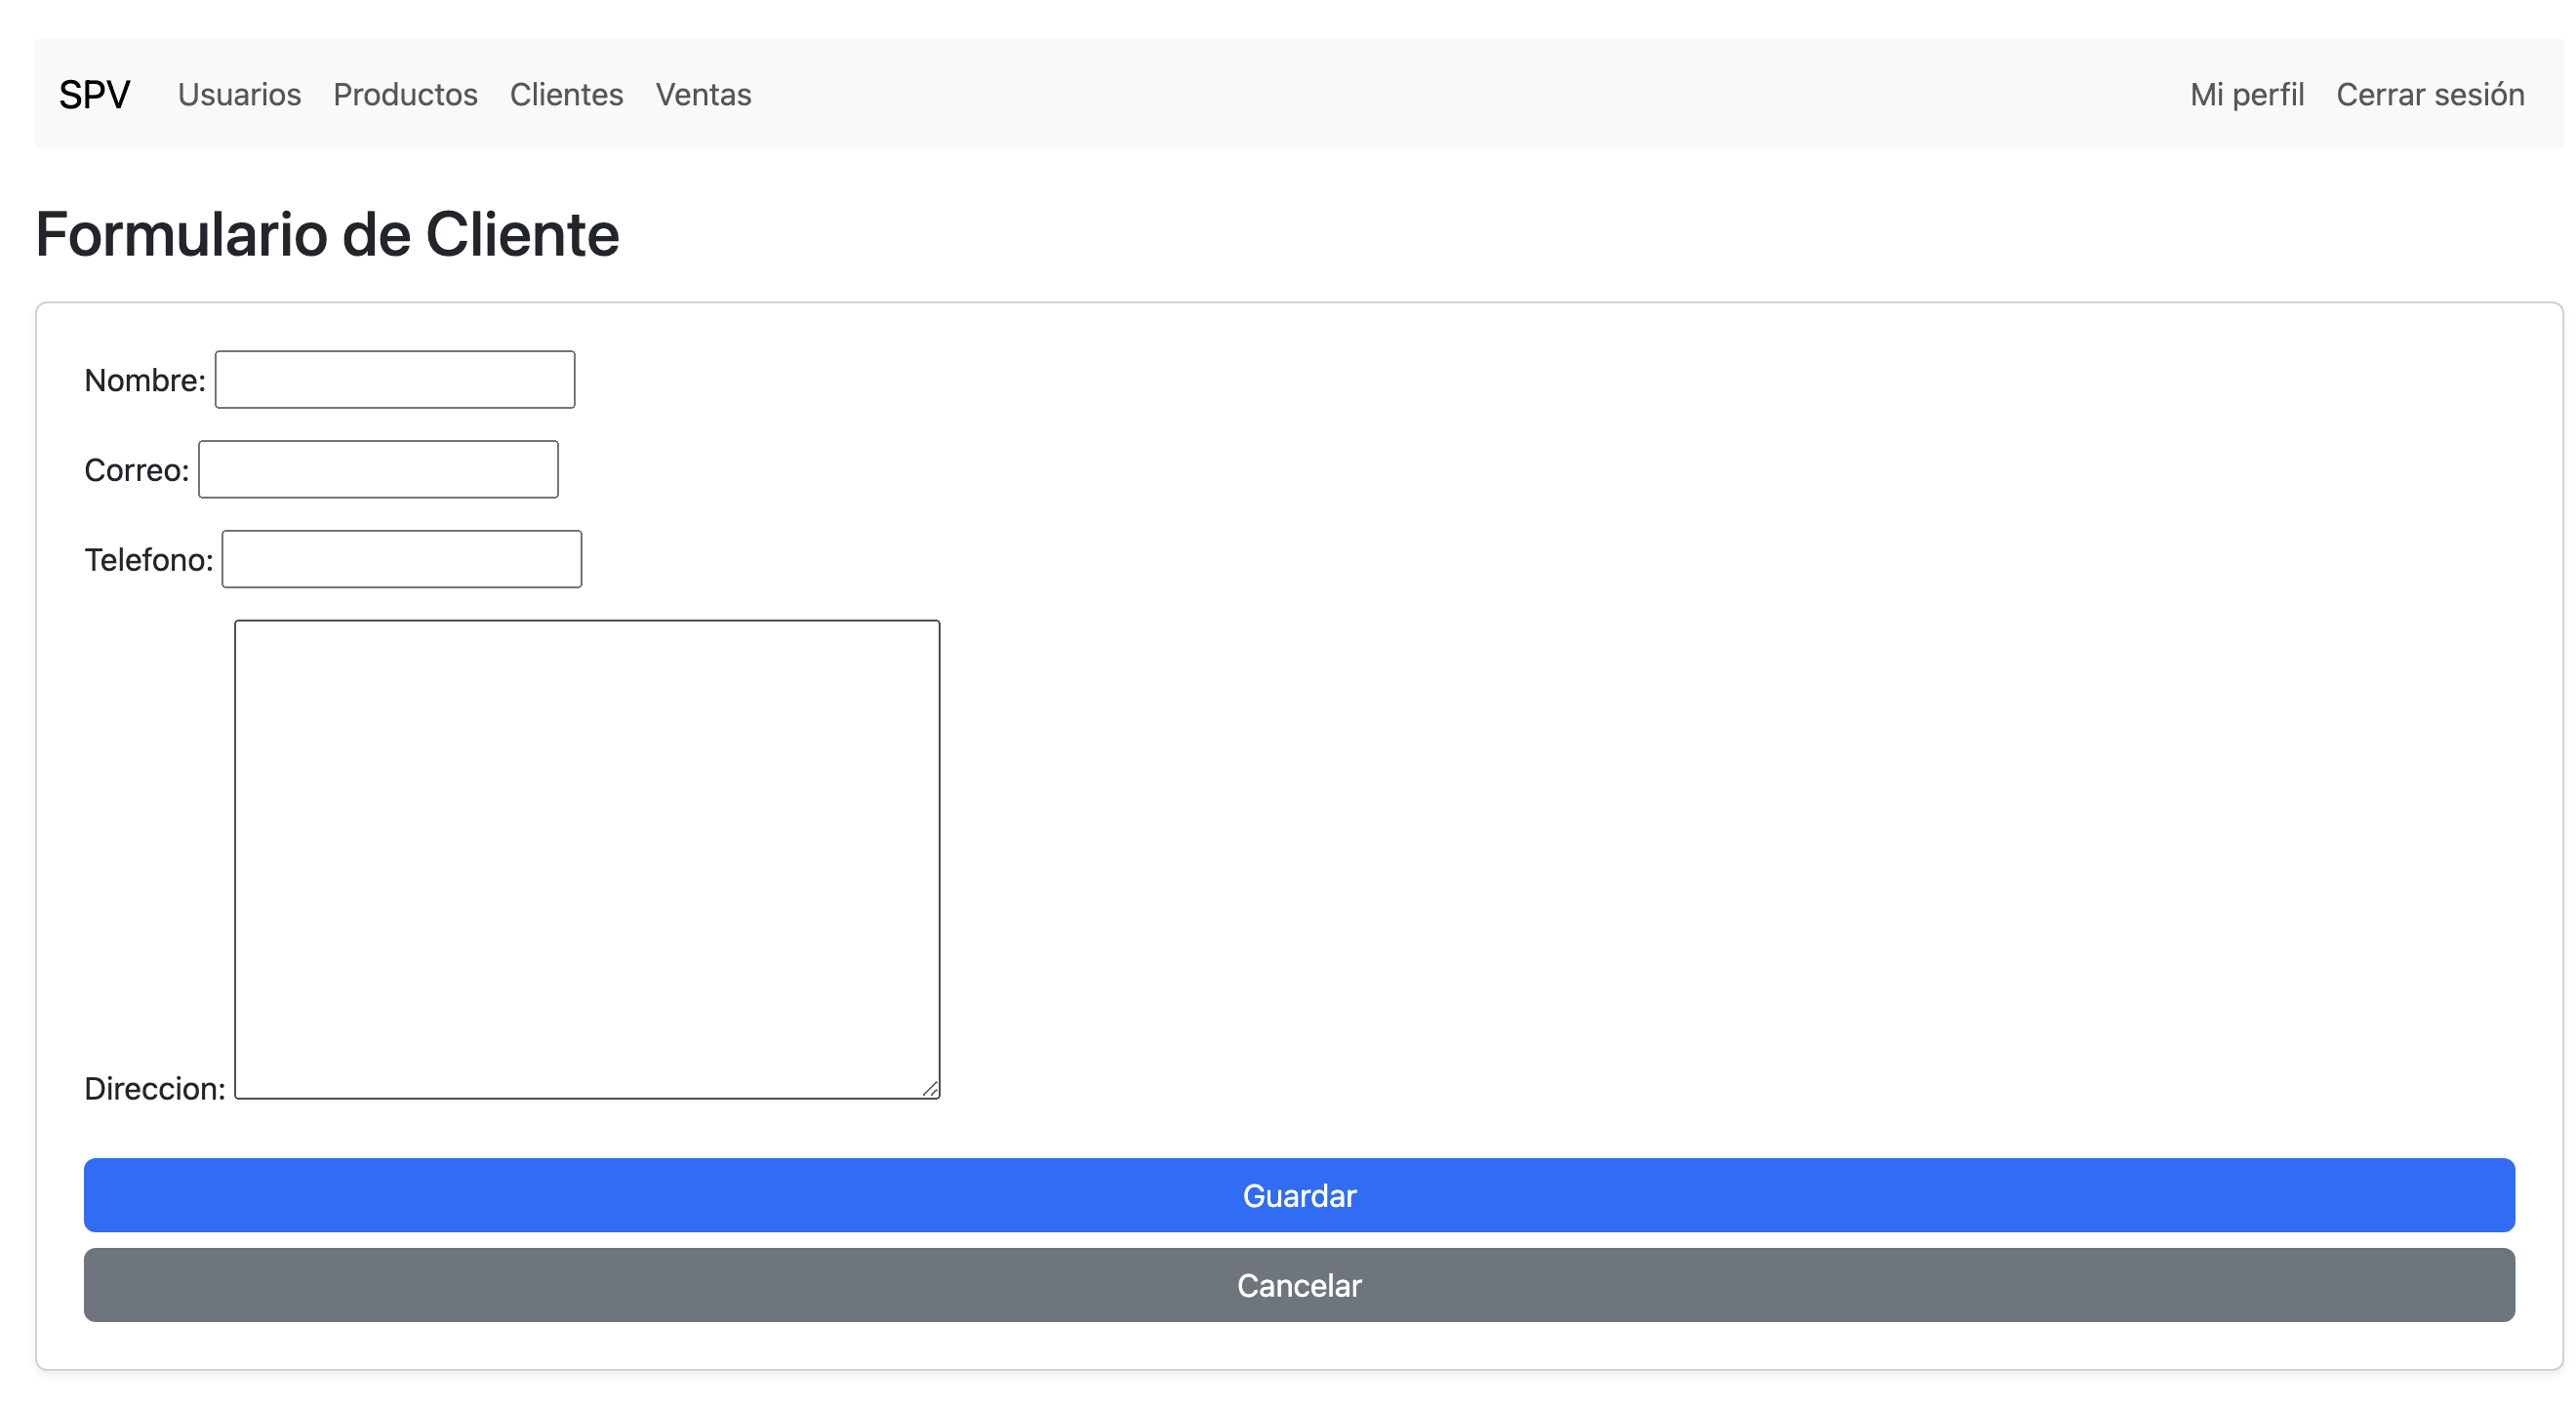 SPV Usuarios Productos Clientes Ventas Mi perfil Cerrar sesión
Formulario de Cliente
Nombre:
Correo:
Telefono:
Direccion:
Guardar
Cancelar